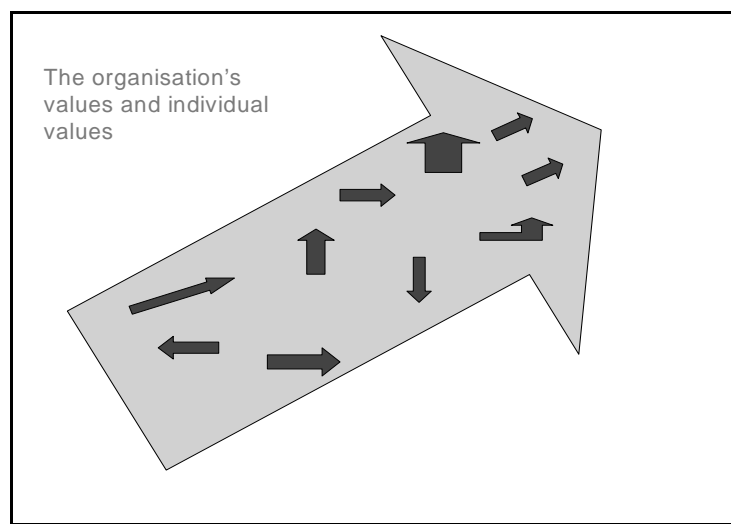 The organisation's
values and individual
values